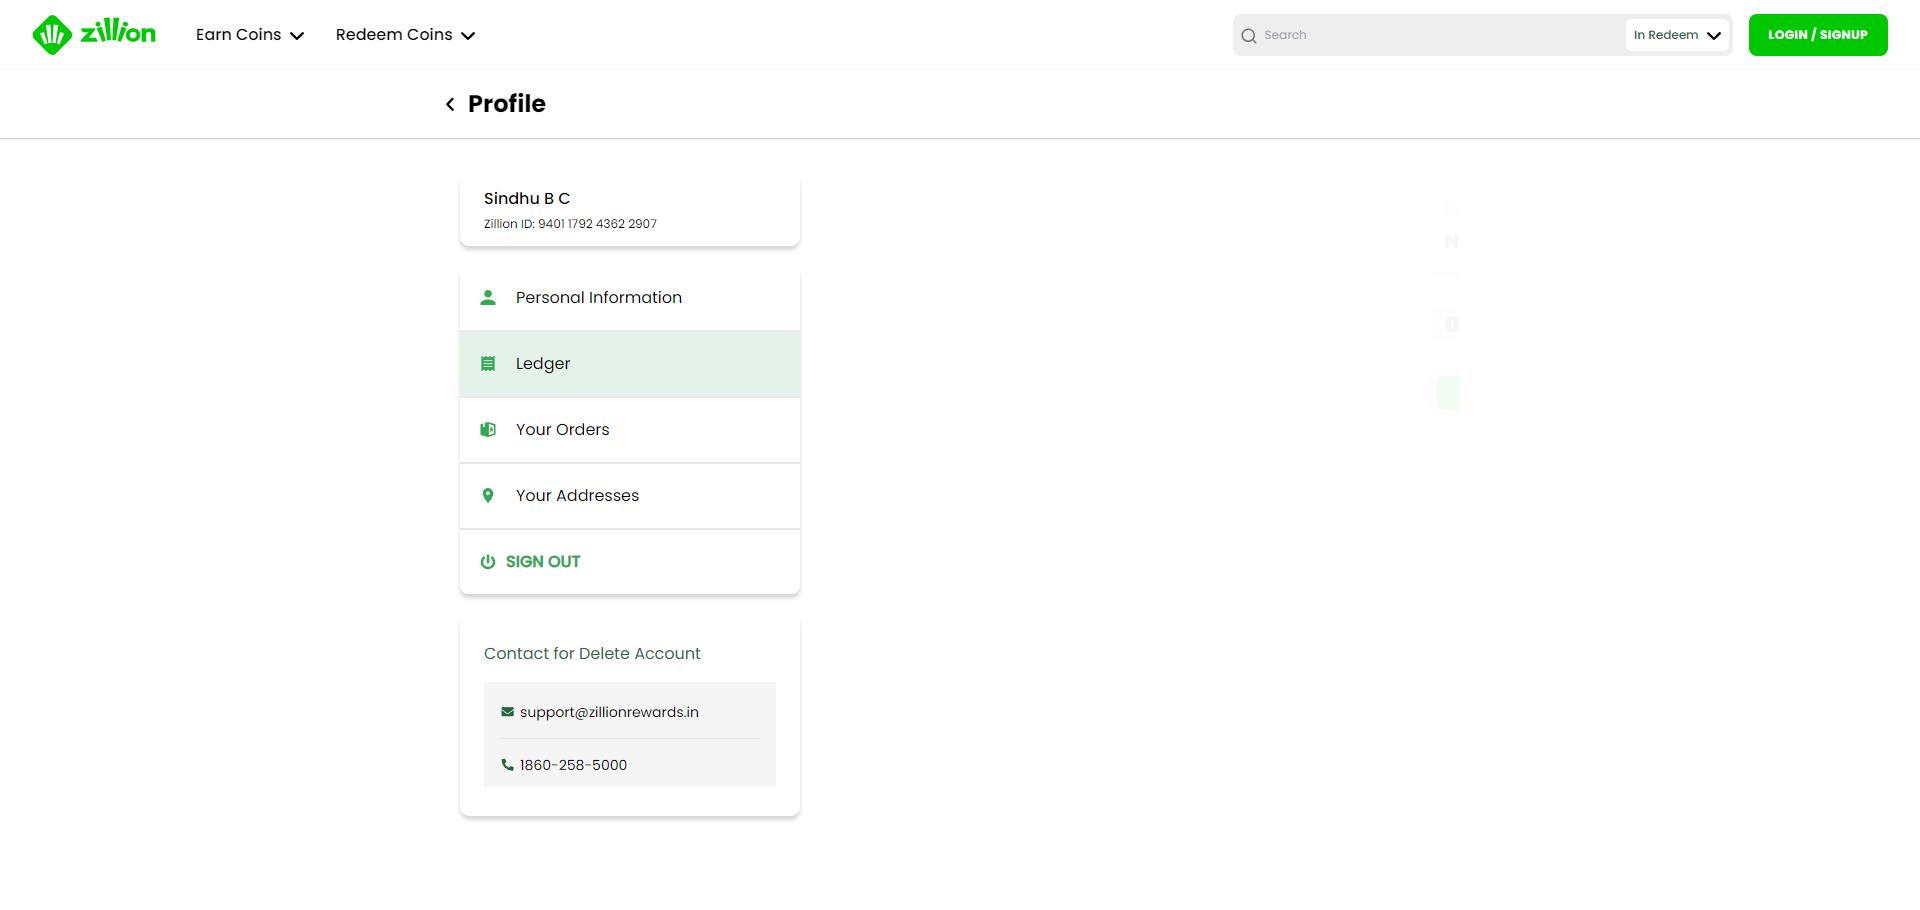 zillion
Earn Coins
Redeem Coins
Search
In Redeem
LOGIN / SIGNUP
Profile
Sindhu B C
Zillion ID: 9401 1792 4362 2907
N
Personal Information
Ledger
Your Orders
Your Addresses
SIGN OUT
Contact for Delete Account
support@zillionrewards.in
1860-258-5000